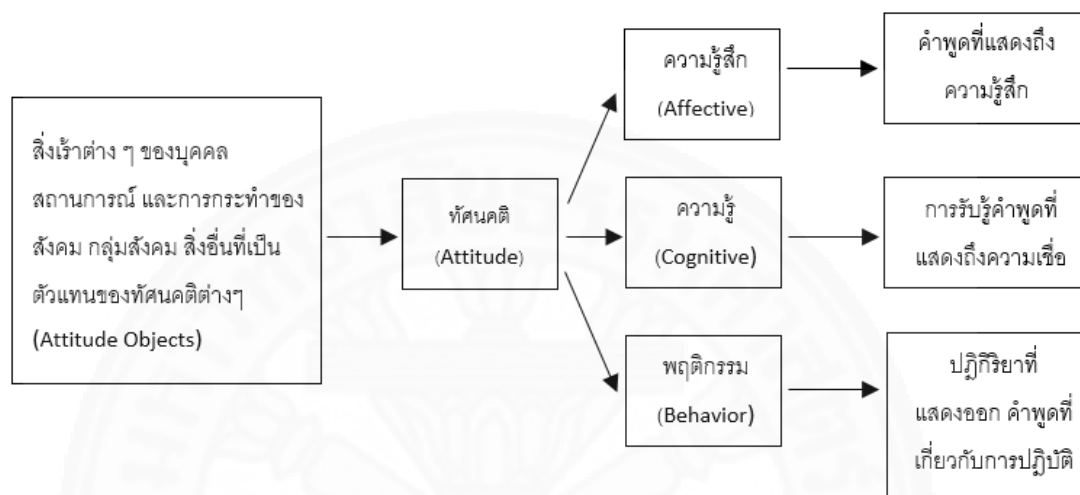 สิ่งเร้าต่าง ๆ ของบุคคล
สถานการณ์ และการกระทำของ
สังคม กลุ่มสังคม สิ่งอื่นที่เป็น
ตัวแทนของทัศนคติต่างๆ
(Attitude Objects)
ทัศนคติ
(Attitude)
ความรู้สึก
(Affective)
คำพูดที่แสดงถึง
ความรู้สึก
ความรู้
(Cognitive)
การรับรู้คำพูดที่
แสดงถึงความเชื่อ
พฤติกรรม
(Behavior)
ปฏิกิริยาที่
แสดงออก คำพูดที่
เกี่ยวกับการปฏิบัติ